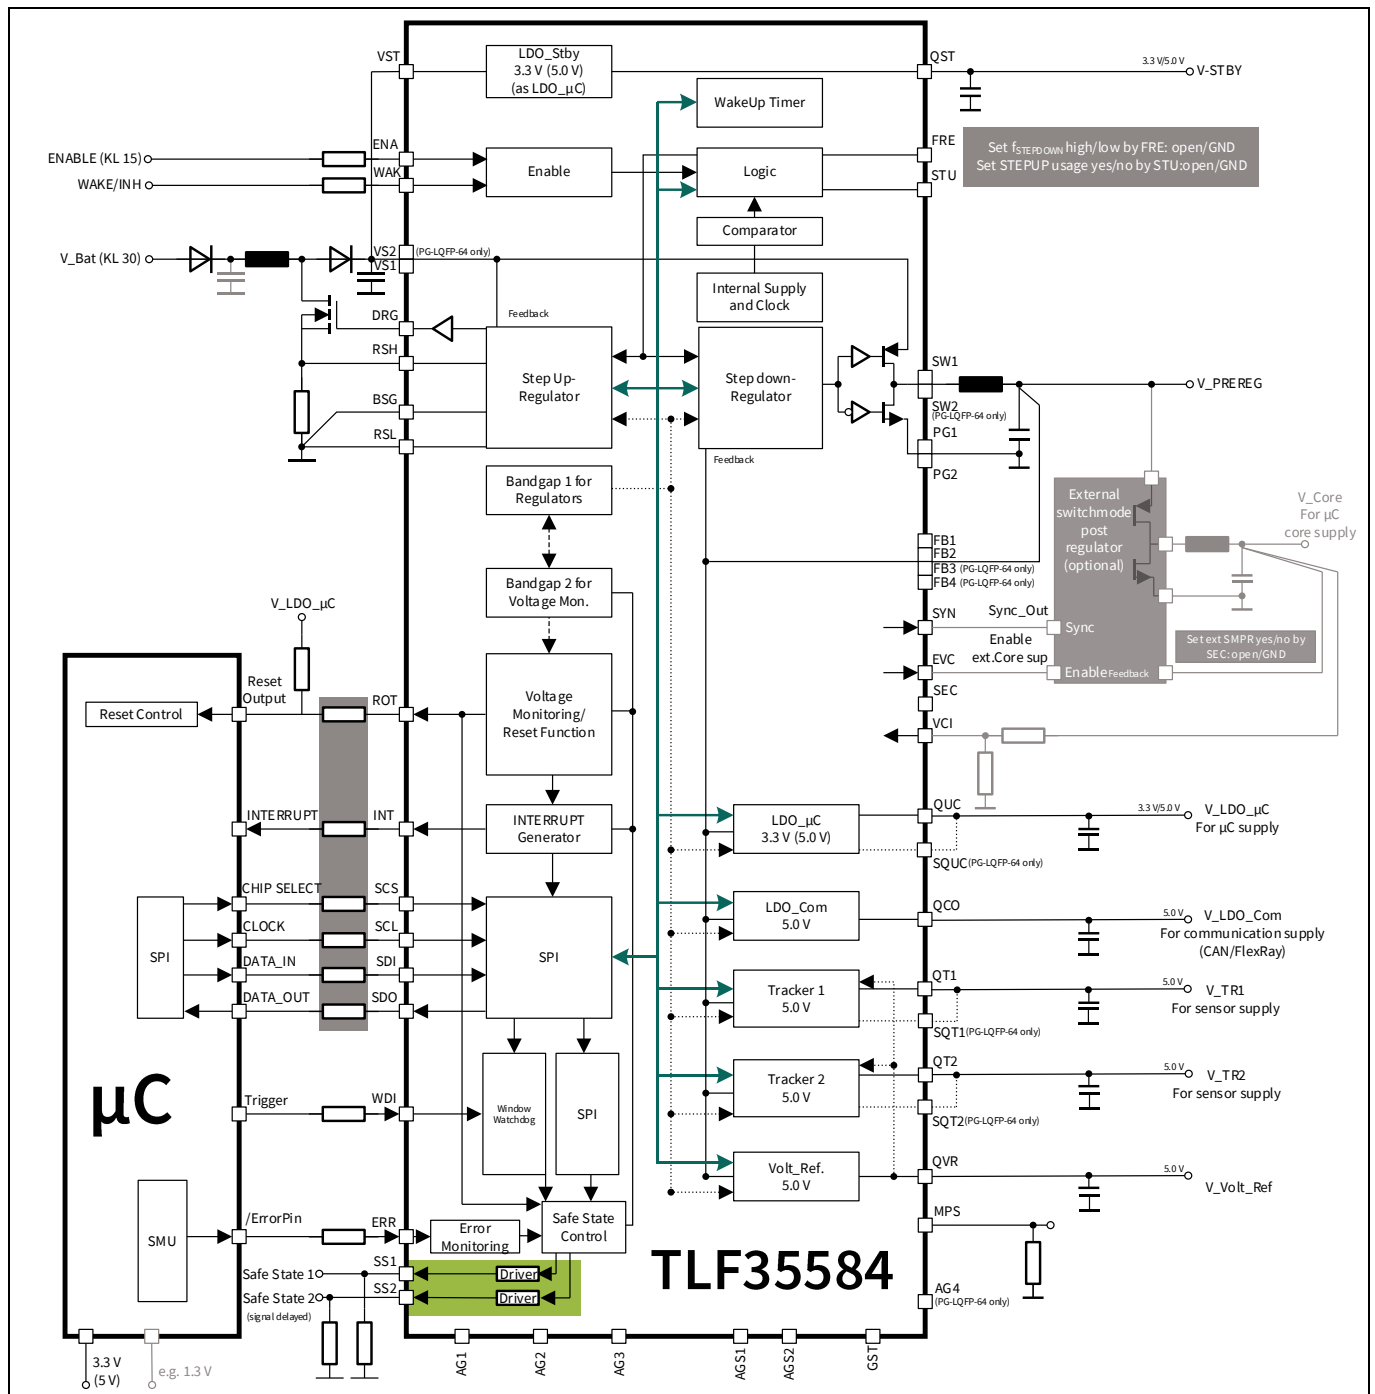 VST
LDO_Stby
3.3 V (5.0 V)
(as LDO_µC)
QST
3.3 V/5.0 V
V-STBY
WakeUp Timer
ENABLE (KL 15)
ENA
WAKE/INH
WAK
Enable
Logic
FRE
STU
Set fSTEPDOWN high/low by FRE: open/GND
Set STEPUP usage yes/no by STU:open/GND
Comparator
V_Bat (KL 30)
VS2
(PG-LQFP-64 only)
VS1
Internal Supply
and Clock
DRG
Feedback
RSH
BSG
RSL
Step Up-
Regulator
Step down-
Regulator
Feedback
SW1
SW2
(PG-LQFP-64 only)
PG1
PG2
V_PREREG
Bandgap 1 for
Regulators
Bandgap 2 for
Voltage Mon.
FB1
FB2
FB3 (PG-LQFP-64 only)
FB4 (PG-LQFP-64 only)
External
switchmode
post
regulator
(optional)
V_Core
For µC
core supply
SYN
Sync_Out
Sync
Enable
ext.Core sup
EVC
Enable
Feedback
Set ext SMPR yes/no by
SEC: open/GND
SEC
VCI
V_LDO_µC
Reset
Output
ROT
Reset Control
Voltage
Monitoring/
Reset Function
INTERRUPT
INT
INTERRUPT
Generator
LDO_µC
3.3 V (5.0 V)
QUC
3.3 V/5.0 V
V_LDO_µC
For µC supply
SQUC(PG-LQFP-64 only)
CHIP SELECT
SCS
CLOCK
SCL
DATA_IN
SDI
DATA_OUT
SDO
SPI
SPI
LDO_Com
5.0 V
QCO
5.0 V
V_LDO_Com
For communication supply
(CAN/FlexRay)
Tracker 1
5.0 V
QT1
5.0 V
V_TR1
For sensor supply
SQT1(PG-LQFP-64 only)
Tracker 2
5.0 V
QT2
5.0 V
V_TR2
For sensor supply
SQT2(PG-LQFP-64 only)
µC
Trigger
WDI
Window
Watchdog
SPI
Volt_Ref.
5.0 V
QVR
5.0 V
V_Volt_Ref
SMU
/ErrorPin
ERR
Error
Monitoring
Safe State
Control
MPS
TLF35584
Safe State 1
SS1
Driver
Safe State 2
(signal delayed)
SS2
Driver
AG4
(PG-LQFP-64 only)
3.3 V
(5 V)
e.g. 1.3 V
AG1
AG2
AG3
AGS1
AGS2
GST